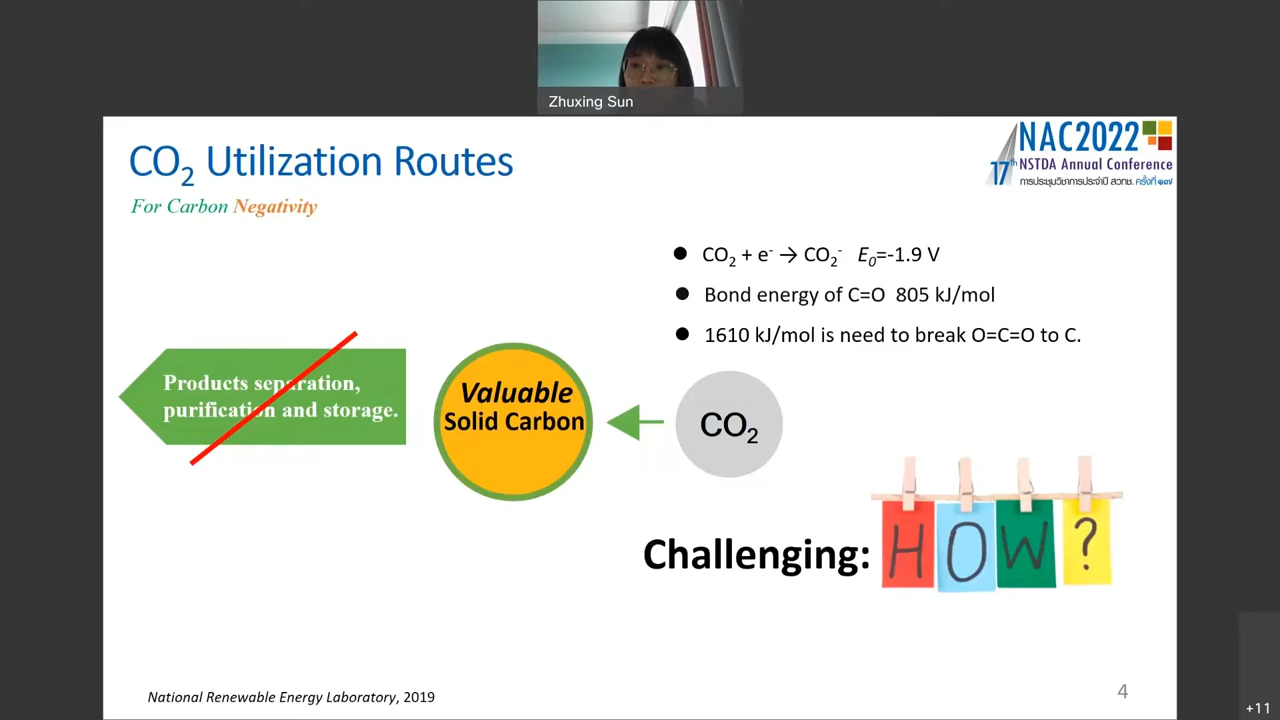 Zhuxing Sun
CO₂ Utilization Routes
For Carbon Negativity
NAC2022
17th NSTDA Annual Conference
การประชุมวิชาการประจำปี สวทช. ครั้งที่ ๑๗
CO₂ + e⁻ → CO₂⁻ E₀=-1.9 V
Bond energy of C=O 805 kJ/mol
1610 kJ/mol is need to break O=C=O to C.
Products separation,
purification and storage.
Valuable
Solid Carbon
CO₂
Challenging:
HOW?
National Renewable Energy Laboratory, 2019
4
+11